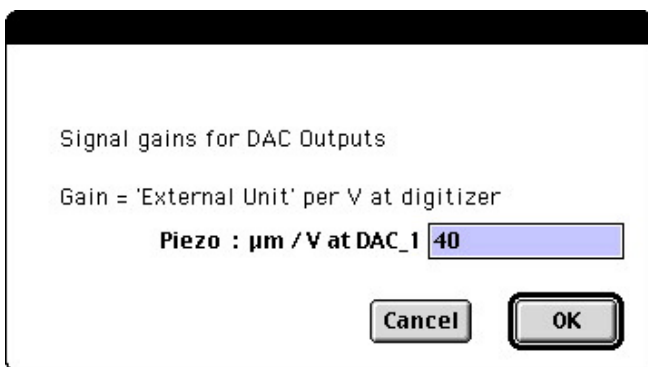 Signal gains for DAC Outputs
Gain = 'External Unit' per V at digitizer
Piezo : µm / V at DAC_1 40
Cancel OK